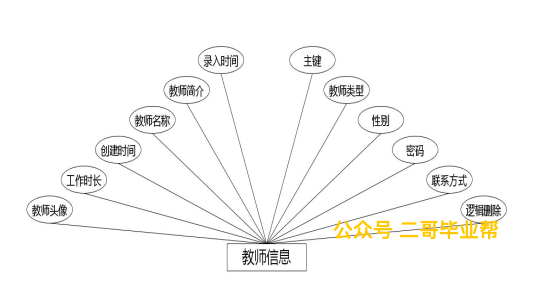 录入时间
主键
教师简介
教师类型
教师名称
性别
创建时间
密码
工作时长
联系方式
教师头像
逻辑删除
公众号 二哥毕业帮
教师信息